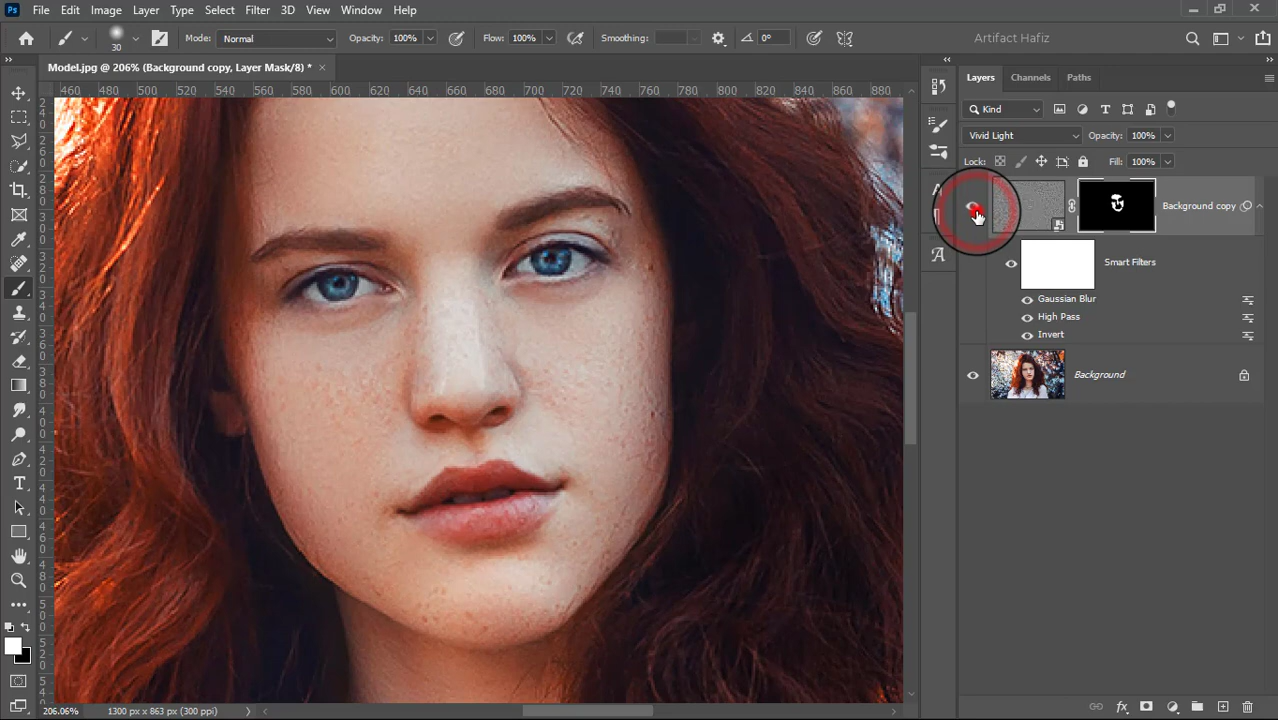 Ps File Edit Image Layer Type Select Filter 3D View Window Help
30 Mode: Normal Opacity: 100% Flow: 100% Smoothing: 0° Artifact Hafiz
Model.jpg @ 206% (Background copy, Layer Mask/8) *
460 480 500 520 540 560 580 600 620 640 660 680 700 720 740 760 780 800 820 840 860 880
Layers Channels Paths
Kind
Vivid Light Opacity: 100%
Lock: Fill: 100%
Background copy
Smart Filters
Gaussian Blur
High Pass
Invert
Background
206.06% 1300 px x 863 px (300 ppi)